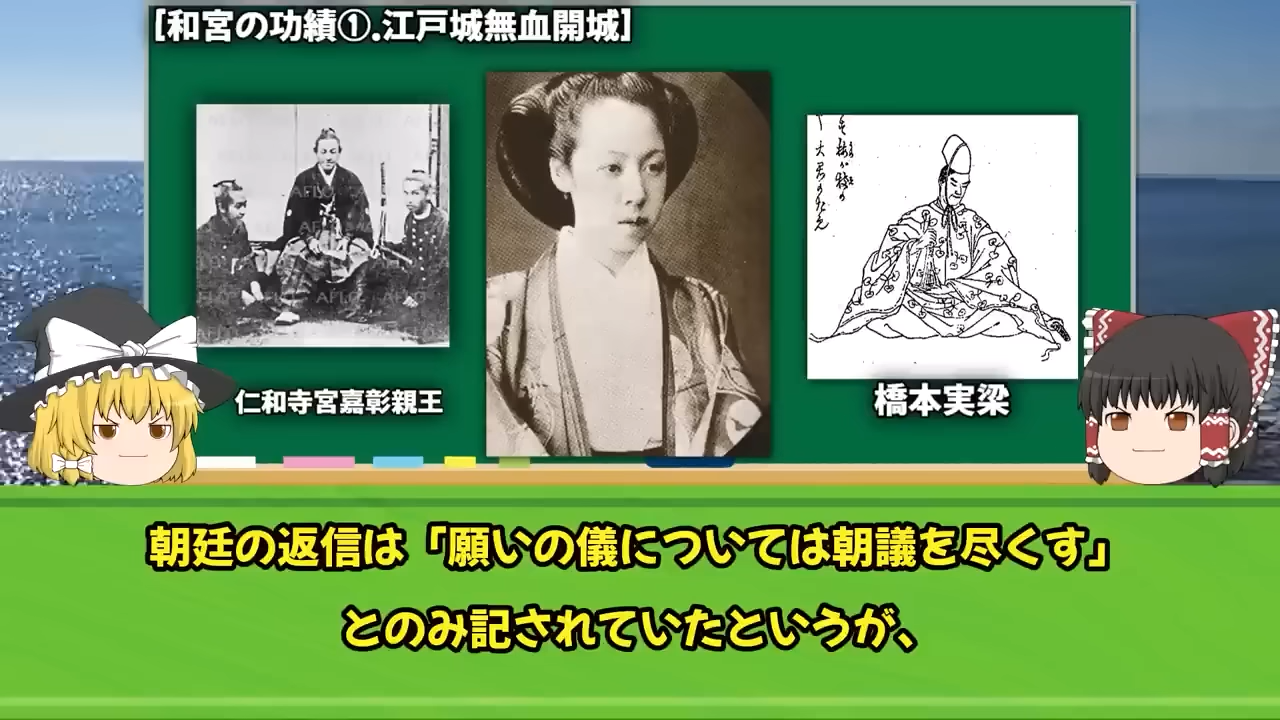 [和宮の功績①.江戸城無血開城]
仁和寺宮嘉彰親王
橋本実梁
朝廷の返信は「願いの儀については朝議を尽くす」
とのみ記されていたというが、